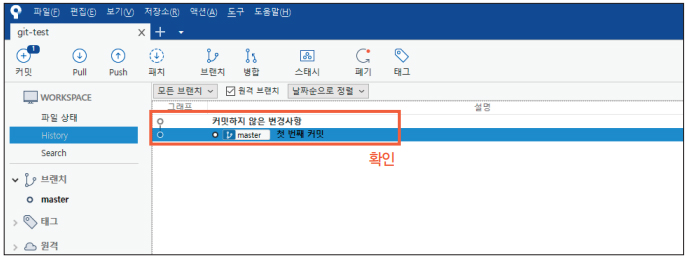 파일(F) 편집(E) 보기(V) 저장소(R) 액션(A) 도구 도움말(H)
git-test × + ▾
1
커밋 Pull Push 패치 브랜치 병합 스태시 폐기 태그
WORKSPACE
파일 상태
History
Search
브랜치
master
태그
원격
모든 브랜치 ☑ 원격 브랜치 날짜순으로 정렬
그래프 설명
커밋하지 않은 변경사항
master 첫 번째 커밋
확인